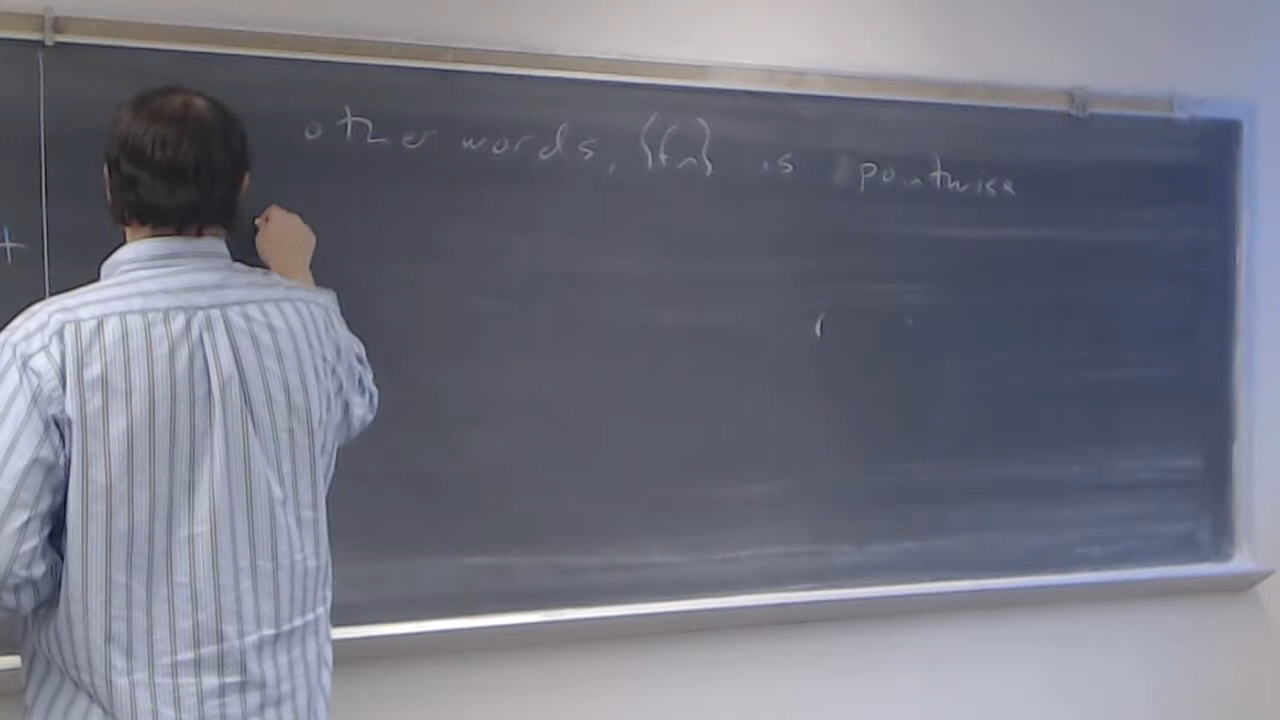 other words, {fn} is pointwise
+
(